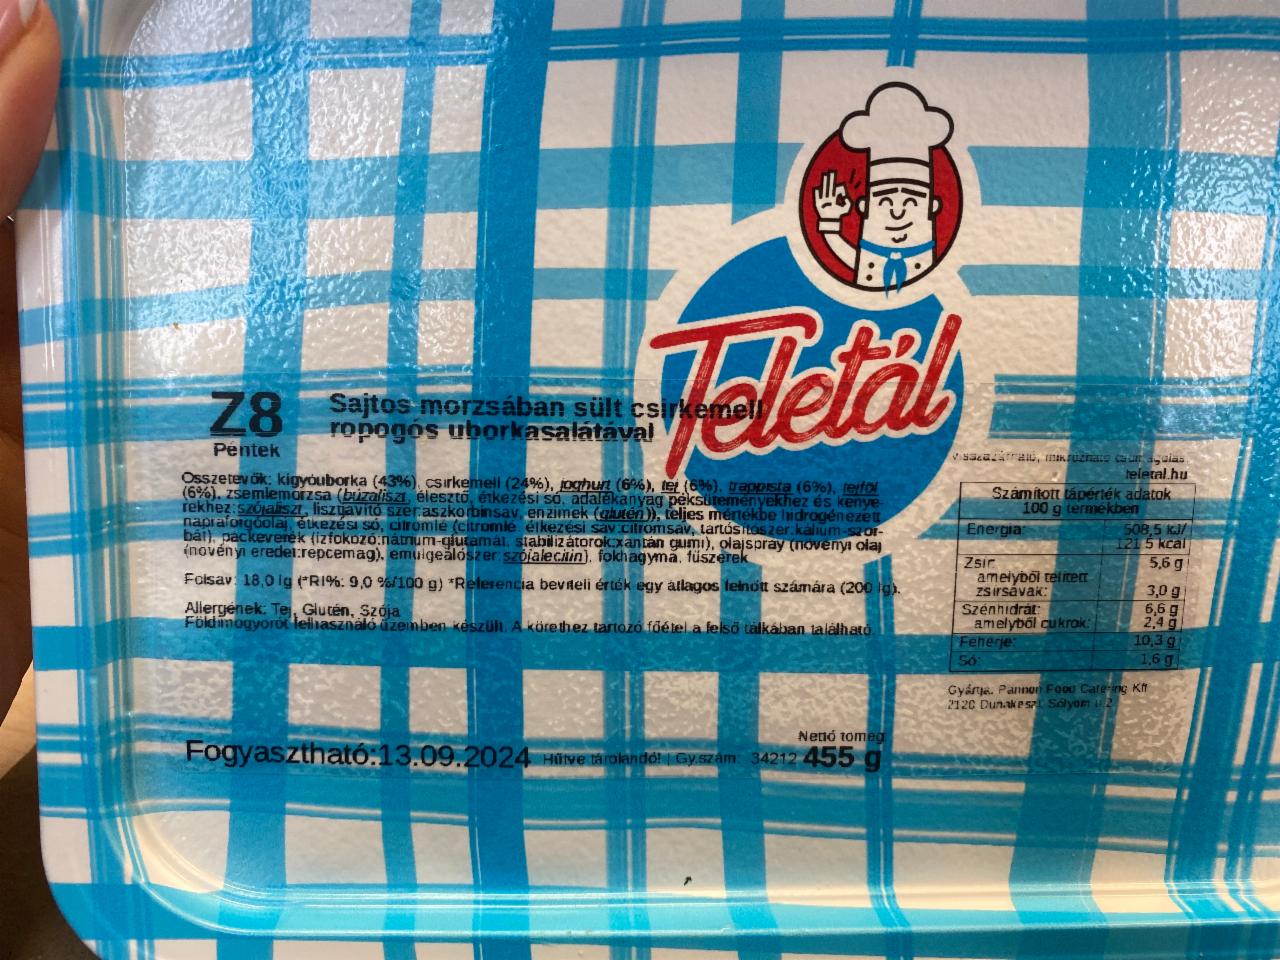 Teletál
Z8
Péntek
Sajtos morzsában sült csirkemell
ropogós uborkasalátával
Összetevők: kígyóuborka (43%), csirkemell (24%), joghurt (6%), tej (6%), trappista (6%), tejföl
(6%), zsemlemorzsa (búzaliszt, élesztő, étkezési só, adalékanyag péksüteményekhez és kenye-
rekhez:szójaliszt, lisztjavító szer:aszkorbinsav, enzimek (glutén)), teljes mértékbe hidrogénezett
napraforgóolaj, étkezési só, citromlé (citromlé, étkezési sav:citromsav, tartósítószer:kálium-szor-
bát), páckeverék (ízfokozó:nátrium-glutamát, stabilizátorok:xantán gumi), olajspray (növényi olaj
(növényi eredet:repcemag), emulgeálószer:szójalecitin), fokhagyma, fűszerek
Folsav: 18,0 lg (*RI%: 9,0 %/100 g) *Referencia beviteli érték egy átlagos felnőtt számára (200 lg).
Allergének: Tej, Glutén, Szója
Földimogyorót felhasználó üzemben készült. A körethez tartozó főétel a felső tálkában található.
Fogyasztható:13.09.2024 Hűtve tárolandó! | Gy.szám: 34212
Nettó tömeg
455 g
visszazárható, mikrózható csomagolás.
teletal.hu
Számított tápérték adatok
100 g termékben
Energia: 508,5 kJ/
121,5 kcal
Zsír: 5,6 g
amelyből telített
zsírsavak: 3,0 g
Szénhidrát: 6,6 g
amelyből cukrok: 2,4 g
Fehérje: 10,3 g
Só: 1,6 g
Gyártja: Pannon Food Catering Kft
2120 Dunakeszi, Sólyom u.2